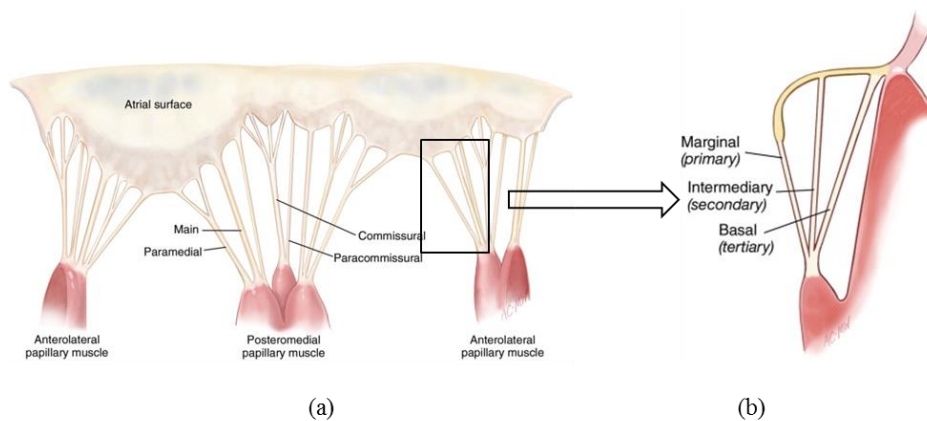 Atrial surface
Main
Paramedial
Commissural
Paracommissural
Anterolateral
papillary muscle
Posteromedial
papillary muscle
Anterolateral
papillary muscle
(a)
Marginal
(primary)
Intermediary
(secondary)
Basal
(tertiary)
(b)